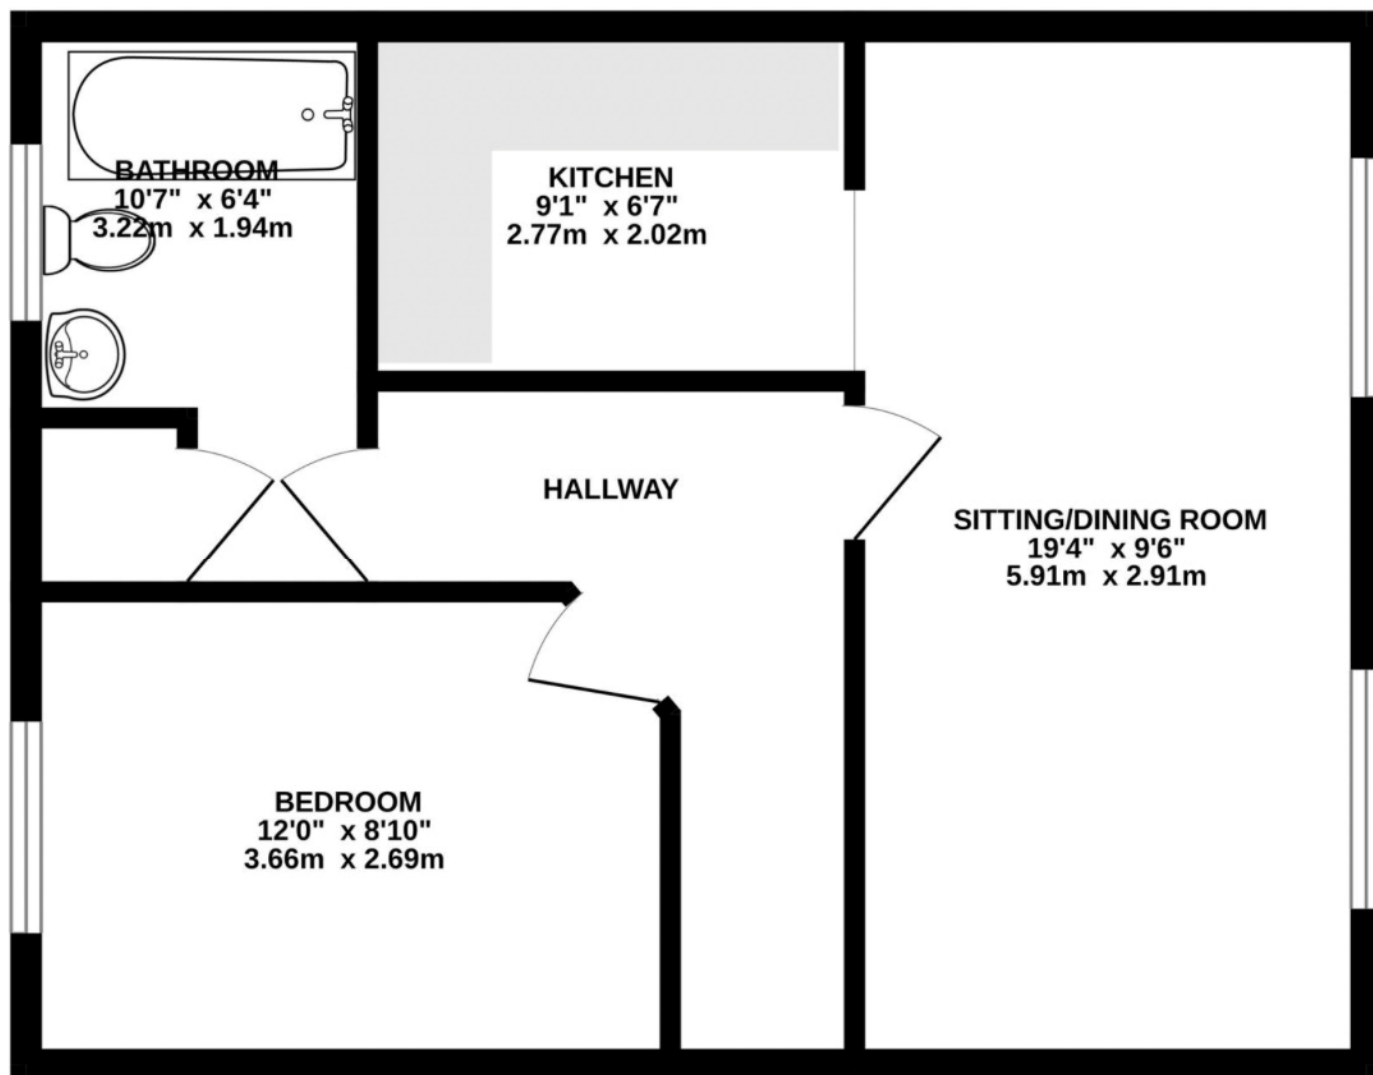 BATHROOM
10'7" x 6'4"
3.22m x 1.94m
KITCHEN
9'1" x 6'7"
2.77m x 2.02m
HALLWAY
SITTING/DINING ROOM
19'4" x 9'6"
5.91m x 2.91m
BEDROOM
12'0" x 8'10"
3.66m x 2.69m